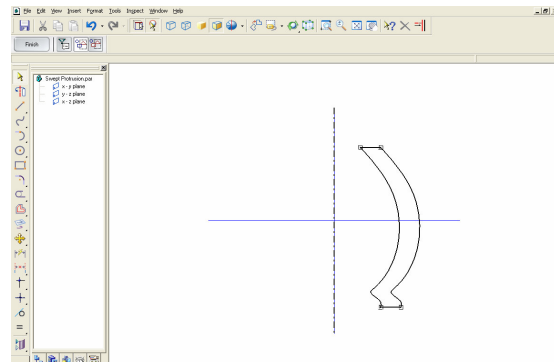 File Edit View Insert Format Tools Inspect Window Help
Finish
Swept Protrusion.par
x - y plane
y - z plane
x - z plane